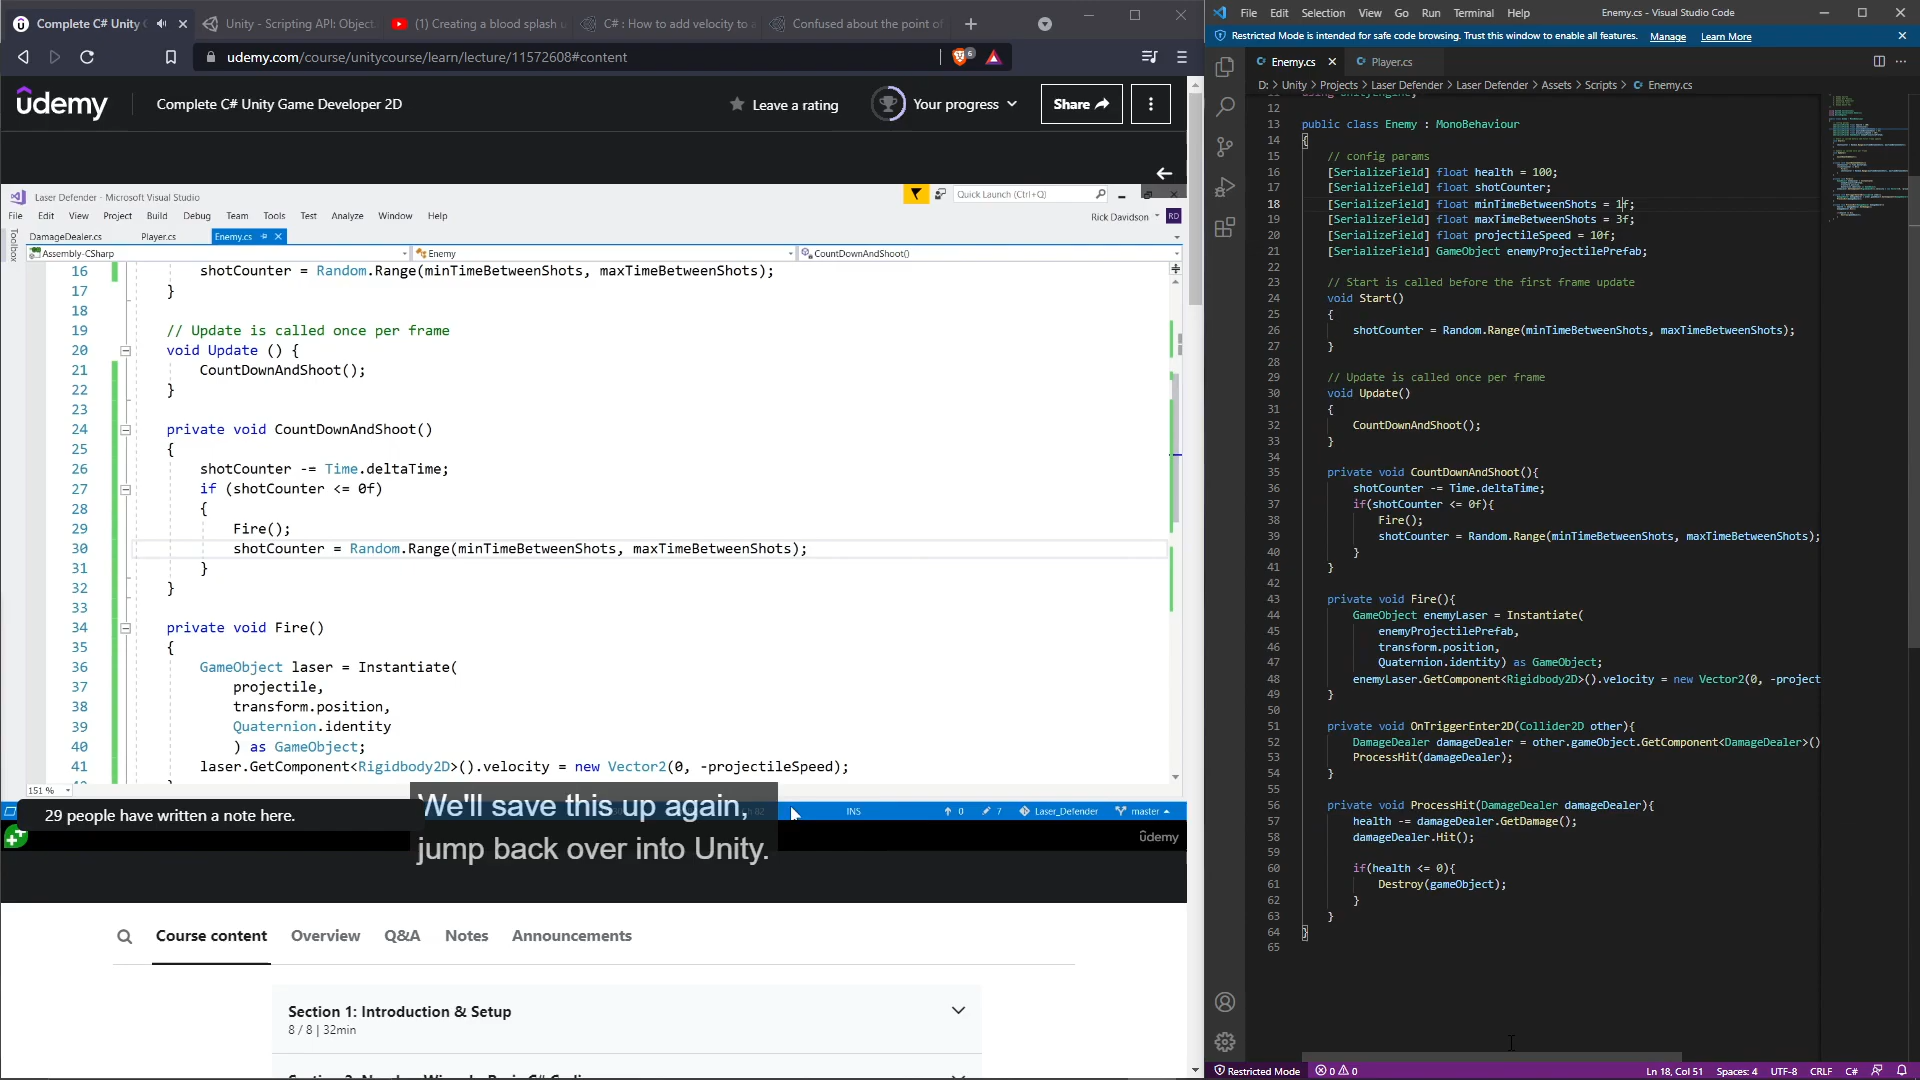 Complete C# Unity G
Unity - Scripting API: Object.
(1) Creating a blood splash u
C# : How to add velocity to a
Confused about the point of
udemy.com/course/unitycourse/learn/lecture/11572608#content
6
ûdemy
Complete C# Unity Game Developer 2D
Leave a rating
Your progress
Share
Laser Defender - Microsoft Visual Studio
Quick Launch (Ctrl+Q)
File Edit View Project Build Debug Team Tools Test Analyze Window Help
Rick Davidson
RD
Toolbox
DamageDealer.cs
Player.cs
Enemy.cs
Assembly-CSharp
Enemy
CountDownAndShoot()
16 shotCounter = Random.Range(minTimeBetweenShots, maxTimeBetweenShots);
17 }
18
19 // Update is called once per frame
20 void Update () {
21 CountDownAndShoot();
22 }
23
24 private void CountDownAndShoot()
25 {
26 shotCounter -= Time.deltaTime;
27 if (shotCounter <= 0f)
28 {
29 Fire();
30 shotCounter = Random.Range(minTimeBetweenShots, maxTimeBetweenShots);
31 }
32 }
33
34 private void Fire()
35 {
36 GameObject laser = Instantiate(
37 projectile,
38 transform.position,
39 Quaternion.identity
40 ) as GameObject;
41 laser.GetComponent<Rigidbody2D>().velocity = new Vector2(0, -projectileSpeed);
151 %
29 people have written a note here.
We'll save this up again,
jump back over into Unity.
INS
0
7
Laser_Defender
master
ûdemy
Course content
Overview
Q&A
Notes
Announcements
Section 1: Introduction & Setup
8 / 8 | 32min
File Edit Selection View Go Run Terminal Help
Enemy.cs - Visual Studio Code
Restricted Mode is intended for safe code browsing. Trust this window to enable all features.
Manage
Learn More
Enemy.cs
Player.cs
D: > Unity > Projects > Laser Defender > Laser Defender > Assets > Scripts > Enemy.cs
11 using UnityEngine;
12
13 public class Enemy : MonoBehaviour
14 {
15 // config params
16 [SerializeField] float health = 100;
17 [SerializeField] float shotCounter;
18 [SerializeField] float minTimeBetweenShots = 1f;
19 [SerializeField] float maxTimeBetweenShots = 3f;
20 [SerializeField] float projectileSpeed = 10f;
21 [SerializeField] GameObject enemyProjectilePrefab;
22
23 // Start is called before the first frame update
24 void Start()
25 {
26 shotCounter = Random.Range(minTimeBetweenShots, maxTimeBetweenShots);
27 }
28
29 // Update is called once per frame
30 void Update()
31 {
32 CountDownAndShoot();
33 }
34
35 private void CountDownAndShoot(){
36 shotCounter -= Time.deltaTime;
37 if(shotCounter <= 0f){
38 Fire();
39 shotCounter = Random.Range(minTimeBetweenShots, maxTimeBetweenShots);
40 }
41 }
42
43 private void Fire(){
44 GameObject enemyLaser = Instantiate(
45 enemyProjectilePrefab,
46 transform.position,
47 Quaternion.identity) as GameObject;
48 enemyLaser.GetComponent<Rigidbody2D>().velocity = new Vector2(0, -project
49 }
50
51 private void OnTriggerEnter2D(Collider2D other){
52 DamageDealer damageDealer = other.gameObject.GetComponent<DamageDealer>()
53 ProcessHit(damageDealer);
54 }
55
56 private void ProcessHit(DamageDealer damageDealer){
57 health -= damageDealer.GetDamage();
58 damageDealer.Hit();
59
60 if(health <= 0){
61 Destroy(gameObject);
62 }
63 }
64 }
65
Restricted Mode
0 0
Ln 18, Col 51
Spaces: 4
UTF-8
CRLF
C#